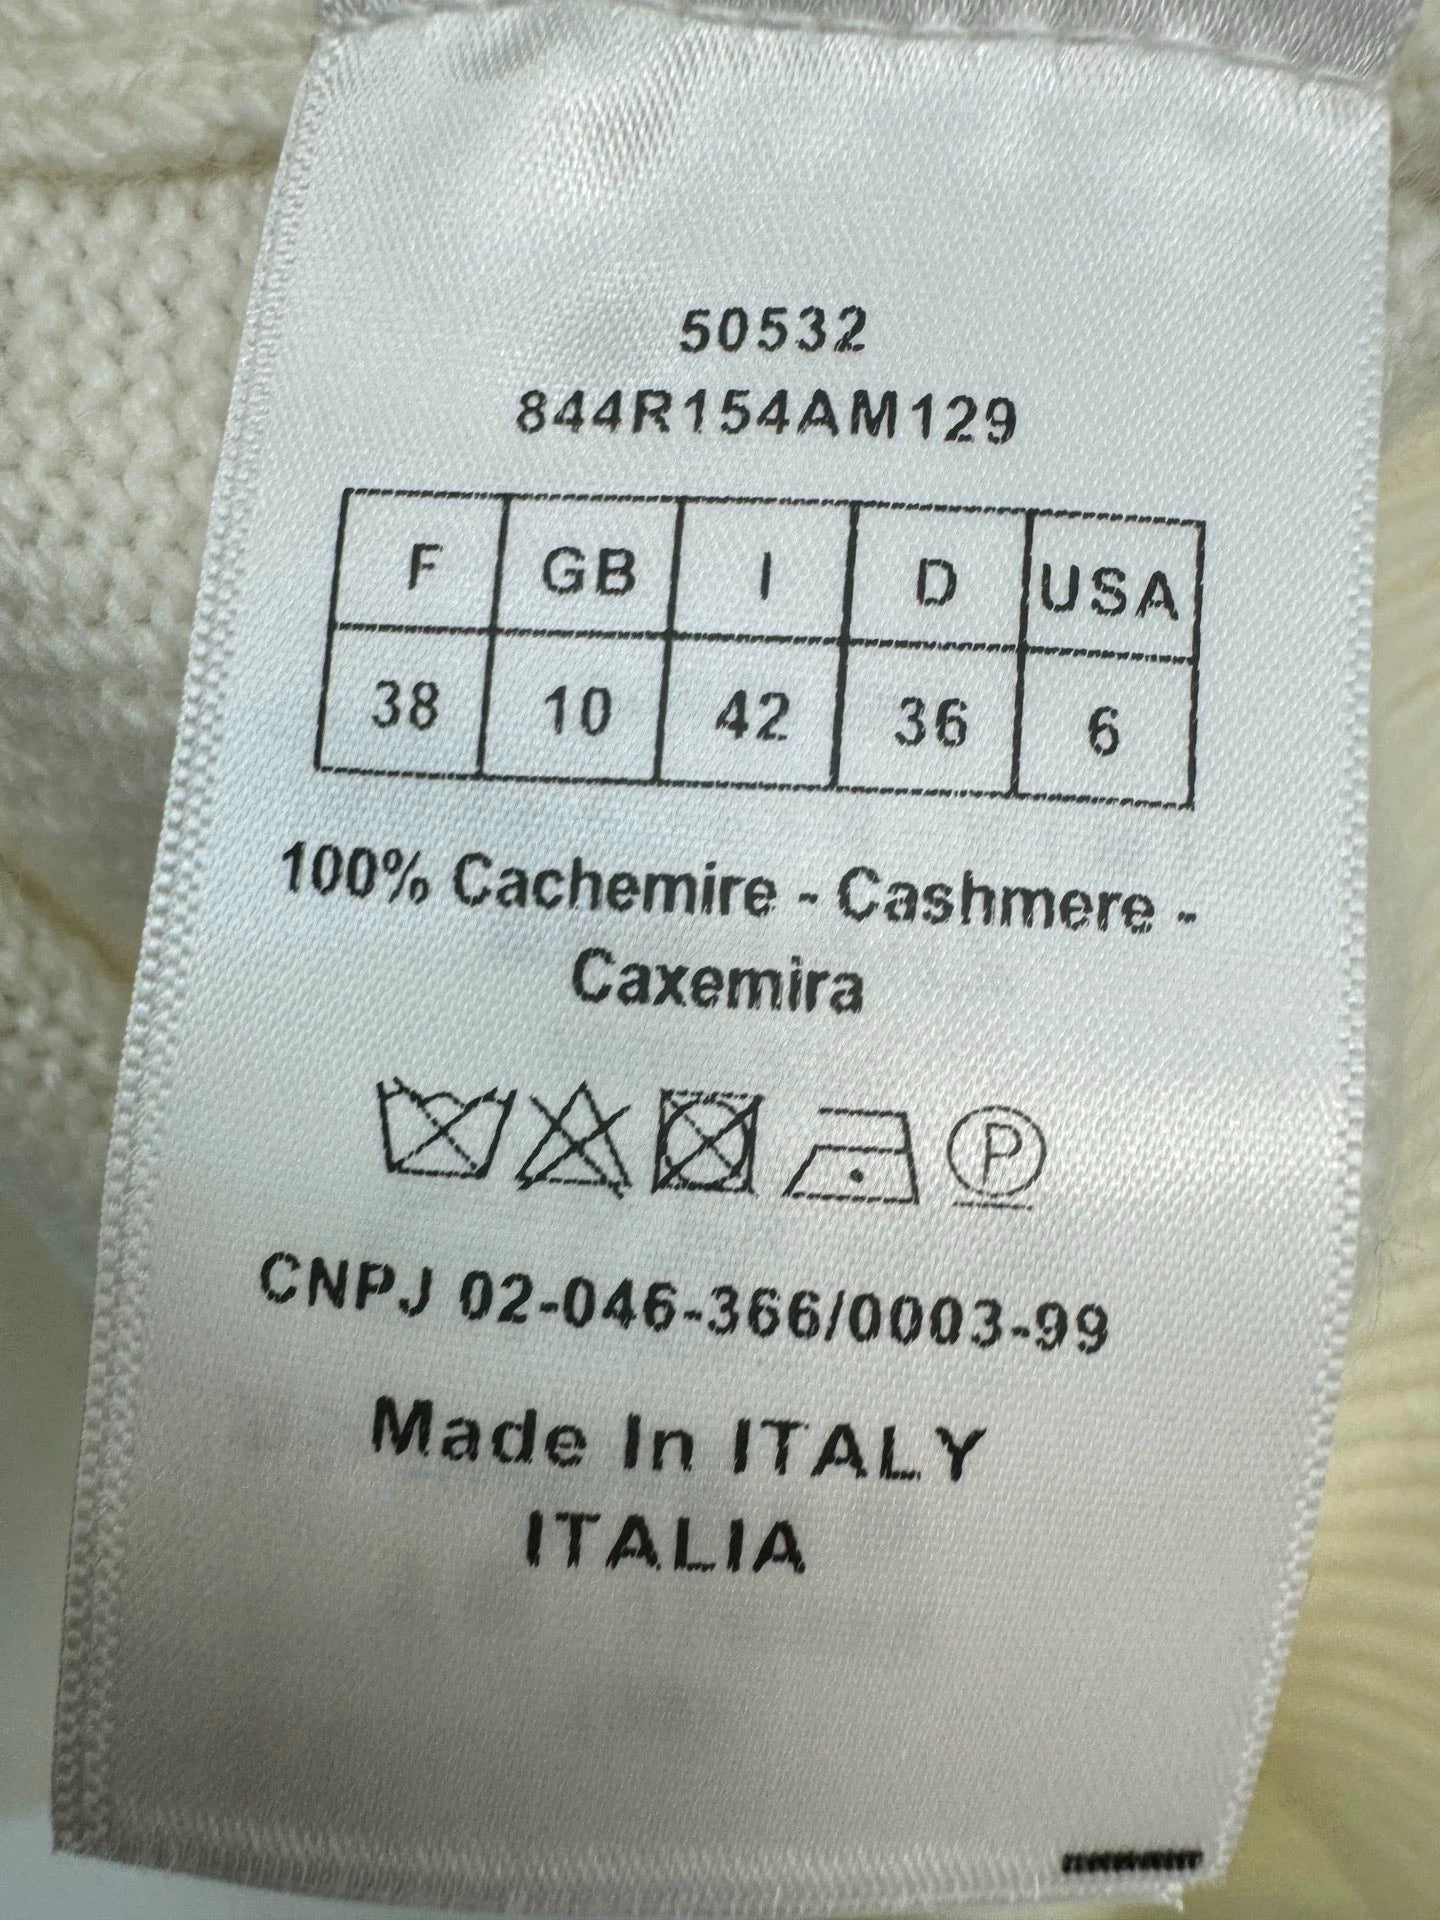 50532
844R154AM129
F GB I D USA
38 10 42 36 6
100% Cachemire - Cashmere -
Caxemira
P
CNPJ 02-046-366/0003-99
Made In ITALY
ITALIA